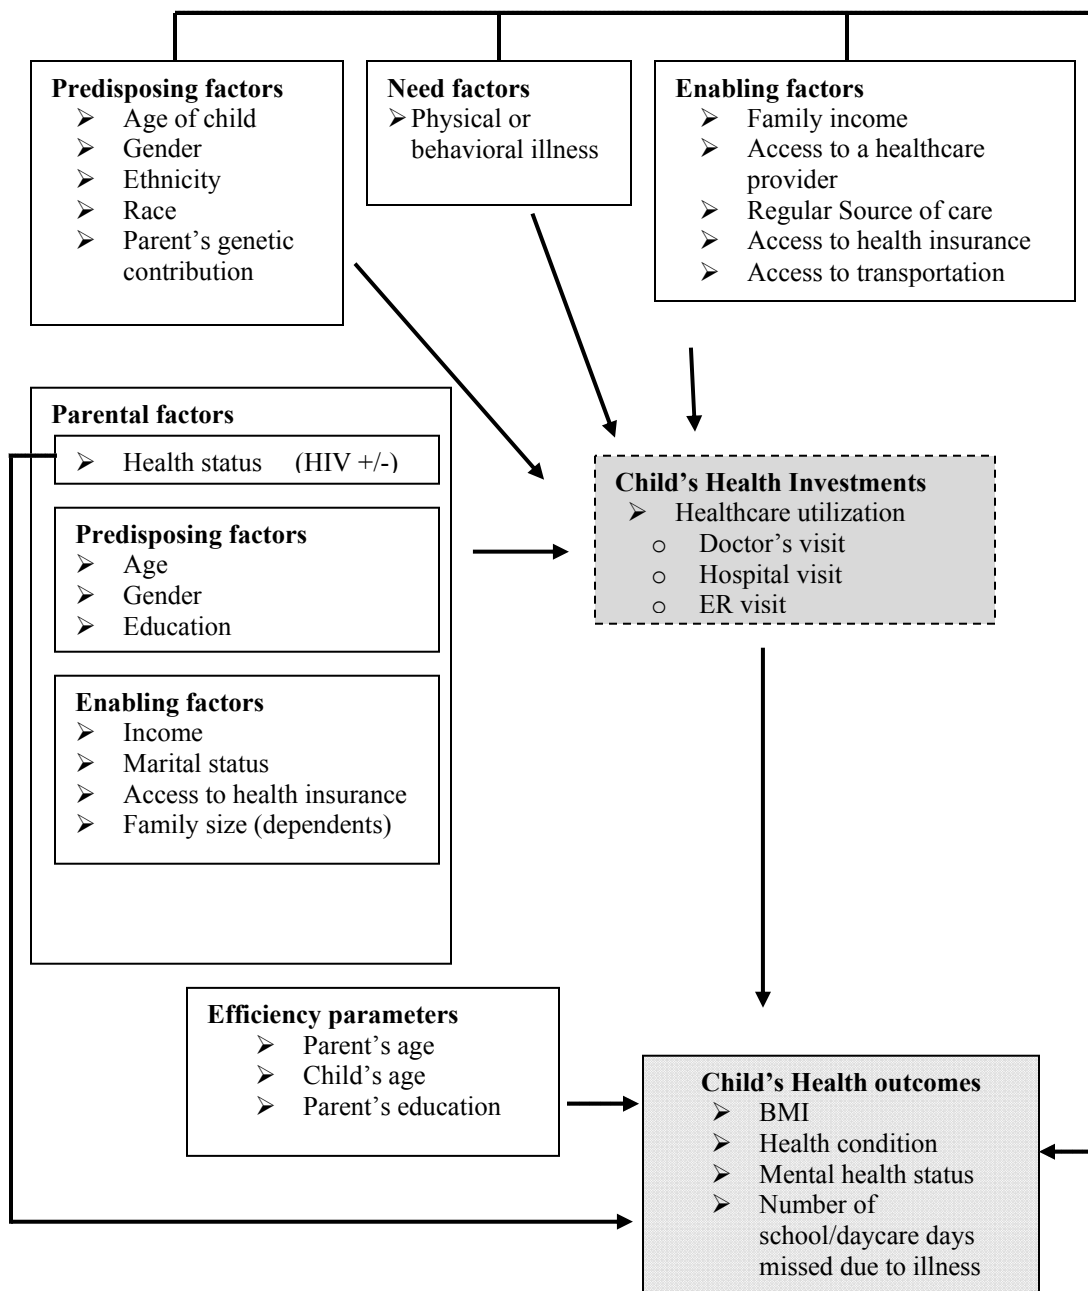 Predisposing factors
➢ Age of child
➢ Gender
➢ Ethnicity
➢ Race
➢ Parent's genetic
contribution
Need factors
➢ Physical or
behavioral illness
Enabling factors
➢ Family income
➢ Access to a healthcare
provider
➢ Regular Source of care
➢ Access to health insurance
➢ Access to transportation
Parental factors
➢ Health status (HIV +/-)
Predisposing factors
➢ Age
➢ Gender
➢ Education
Enabling factors
➢ Income
➢ Marital status
➢ Access to health insurance
➢ Family size (dependents)
Child's Health Investments
➢ Healthcare utilization
o Doctor's visit
o Hospital visit
o ER visit
Efficiency parameters
➢ Parent's age
➢ Child's age
➢ Parent's education
Child's Health outcomes
➢ BMI
➢ Health condition
➢ Mental health status
➢ Number of
school/daycare days
missed due to illness